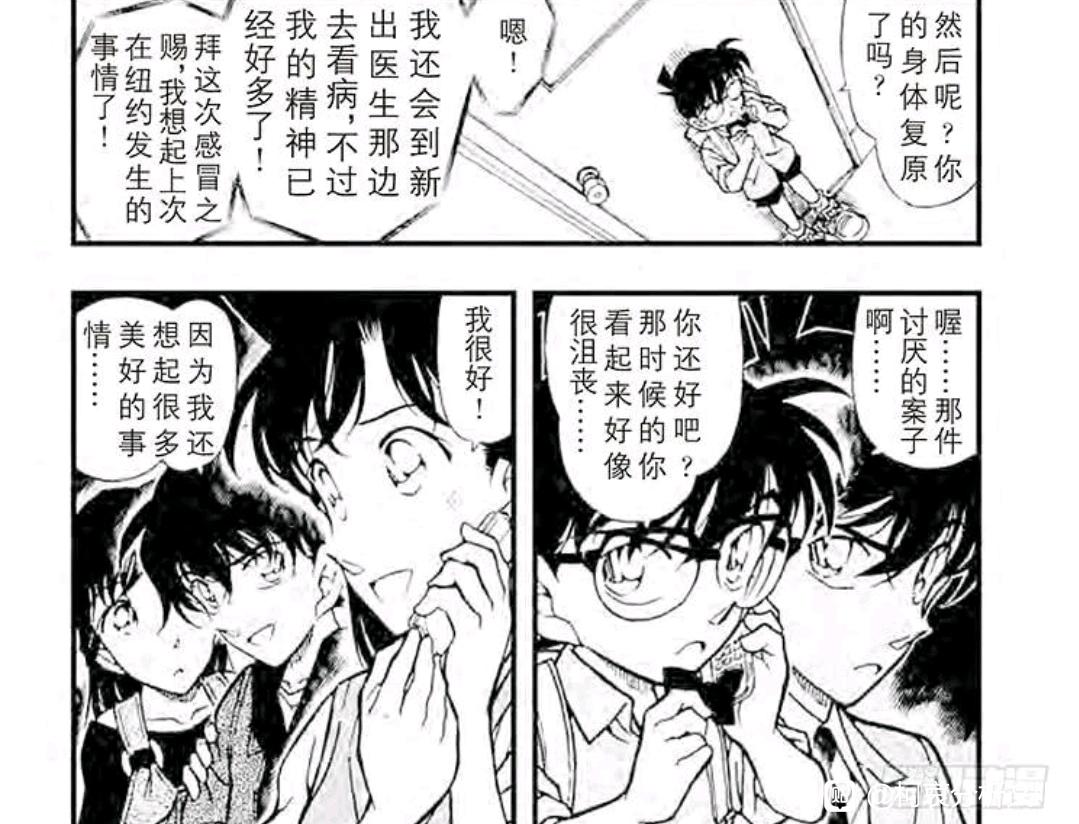 然后呢？你
的身体复原
了吗？
嗯！
我还会到新
出医生那边
去看病，不过
我的精神已
经好多了！
拜这次感冒之
赐，我想起上次
在纽约发生的
事情了！
喔……那件
讨厌的案子
啊……
你还好吧？
那时候的你
看起来好像
很沮丧……
我很好！
因为我还
想起很多
美好的事
情……